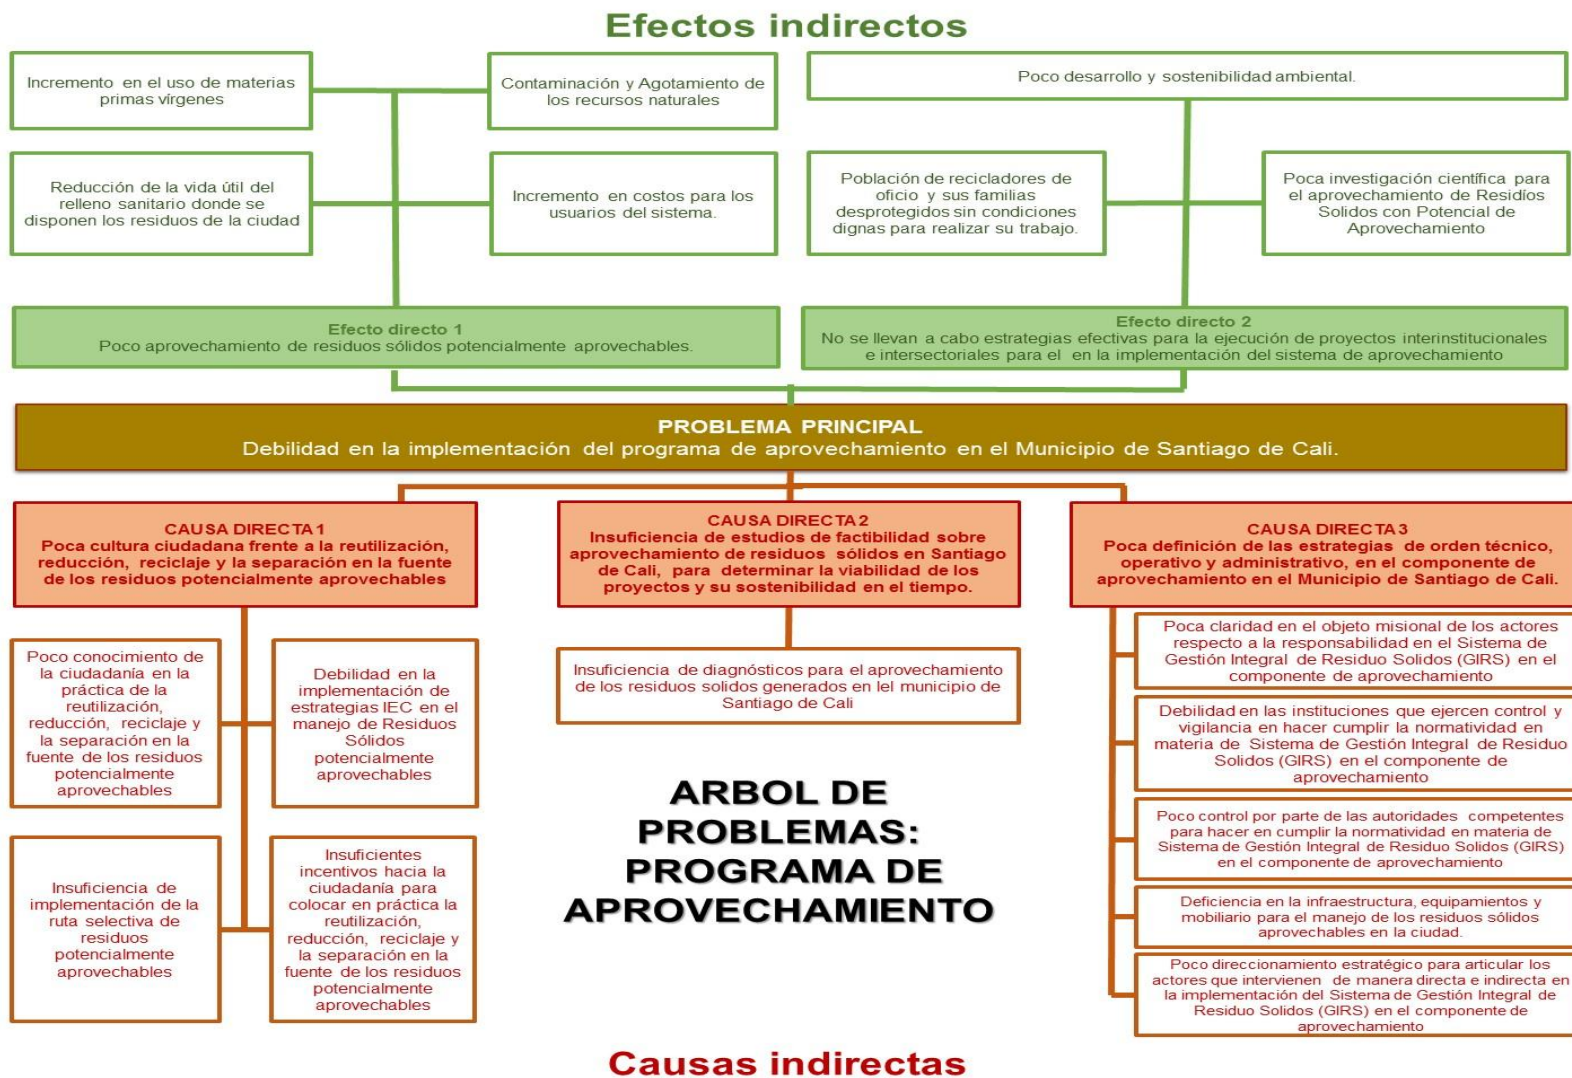 Efectos indirectos
Incremento en el uso de materias
primas vírgenes
Contaminación y Agotamiento de
los recursos naturales
Poco desarrollo y sostenibilidad ambiental.
Reducción de la vida útil del
relleno sanitario donde se
disponen los residuos de la ciudad
Incremento en costos para los
usuarios del sistema.
Población de recicladores de
oficio y sus familias
desprotegidos sin condiciones
dignas para realizar su trabajo.
Poca investigación científica para
el aprovechamiento de Residíos
Solidos con Potencial de
Aprovechamiento
Efecto directo 1
Poco aprovechamiento de residuos sólidos potencialmente aprovechables.
Efecto directo 2
No se llevan a cabo estrategias efectivas para la ejecución de proyectos interinstitucionales
e intersectoriales para el en la implementación del sistema de aprovechamiento
PROBLEMA PRINCIPAL
Debilidad en la implementación del programa de aprovechamiento en el Municipio de Santiago de Cali.
CAUSA DIRECTA 1
Poca cultura ciudadana frente a la reutilización,
reducción, reciclaje y la separación en la fuente
de los residuos potencialmente aprovechables
CAUSA DIRECTA 2
Insuficiencia de estudios de factibilidad sobre
aprovechamiento de residuos sólidos en Santiago
de Cali, para determinar la viabilidad de los
proyectos y su sostenibilidad en el tiempo.
CAUSA DIRECTA 3
Poca definición de las estrategias de orden técnico,
operativo y administrativo, en el componente de
aprovechamiento en el Municipio de Santiago de Cali.
Poco conocimiento de
la ciudadanía en la
práctica de la
reutilización,
reducción, reciclaje y
la separación en la
fuente de los residuos
potencialmente
aprovechables
Debilidad en la
implementación de
estrategias IEC en el
manejo de Residuos
Sólidos
potencialmente
aprovechables
Insuficiencia de
implementación de la
ruta selectiva de
residuos
potencialmente
aprovechables
Insuficientes
incentivos hacia la
ciudadanía para
colocar en práctica la
reutilización,
reducción, reciclaje y
la separación en la
fuente de los residuos
potencialmente
aprovechables
Insuficiencia de diagnósticos para el aprovechamiento
de los residuos solidos generados en lel municipio de
Santiago de Cali
ARBOL DE
PROBLEMAS:
PROGRAMA DE
APROVECHAMIENTO
Poca claridad en el objeto misional de los actores
respecto a la responsabilidad en el Sistema de
Gestión Integral de Residuo Solidos (GIRS) en el
componente de aprovechamiento
Debilidad en las instituciones que ejercen control y
vigilancia en hacer cumplir la normatividad en
materia de Sistema de Gestión Integral de Residuo
Solidos (GIRS) en el componente de
aprovechamiento
Poco control por parte de las autoridades competentes
para hacer en cumplir la normatividad en materia de
Sistema de Gestión Integral de Residuo Solidos (GIRS)
en el componente de aprovechamiento
Deficiencia en la infraestructura, equipamientos y
mobiliario para el manejo de los residuos sólidos
aprovechables en la ciudad.
Poco direccionamiento estratégico para articular los
actores que intervienen de manera directa e indirecta en
la implementación del Sistema de Gestión Integral de
Residuo Solidos (GIRS) en el componente de
aprovechamiento
Causas indirectas